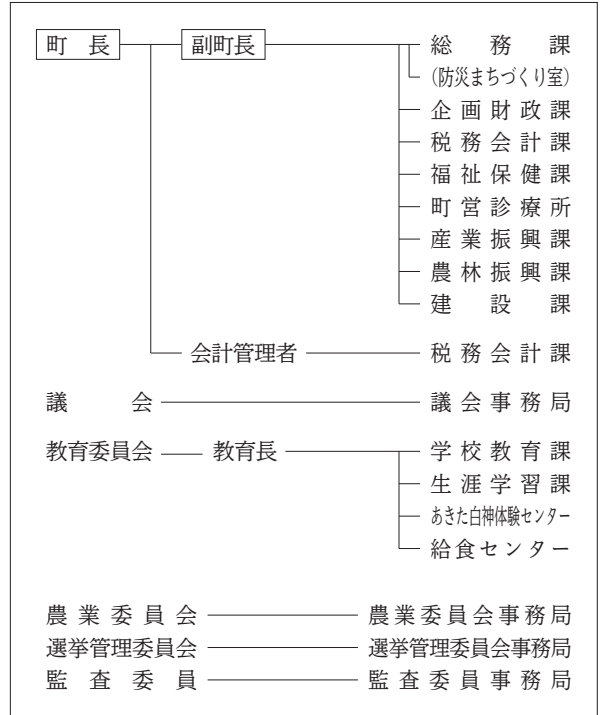 町長 副町長 総務課
(防災まちづくり室)
企画財政課
税務会計課
福祉保健課
町営診療所
産業振興課
農林振興課
建設課
会計管理者 税務会計課
議会 議会事務局
教育委員会 教育長 学校教育課
生涯学習課
あきた白神体験センター
給食センター
農業委員会 農業委員会事務局
選挙管理委員会 選挙管理委員会事務局
監査委員 監査委員事務局